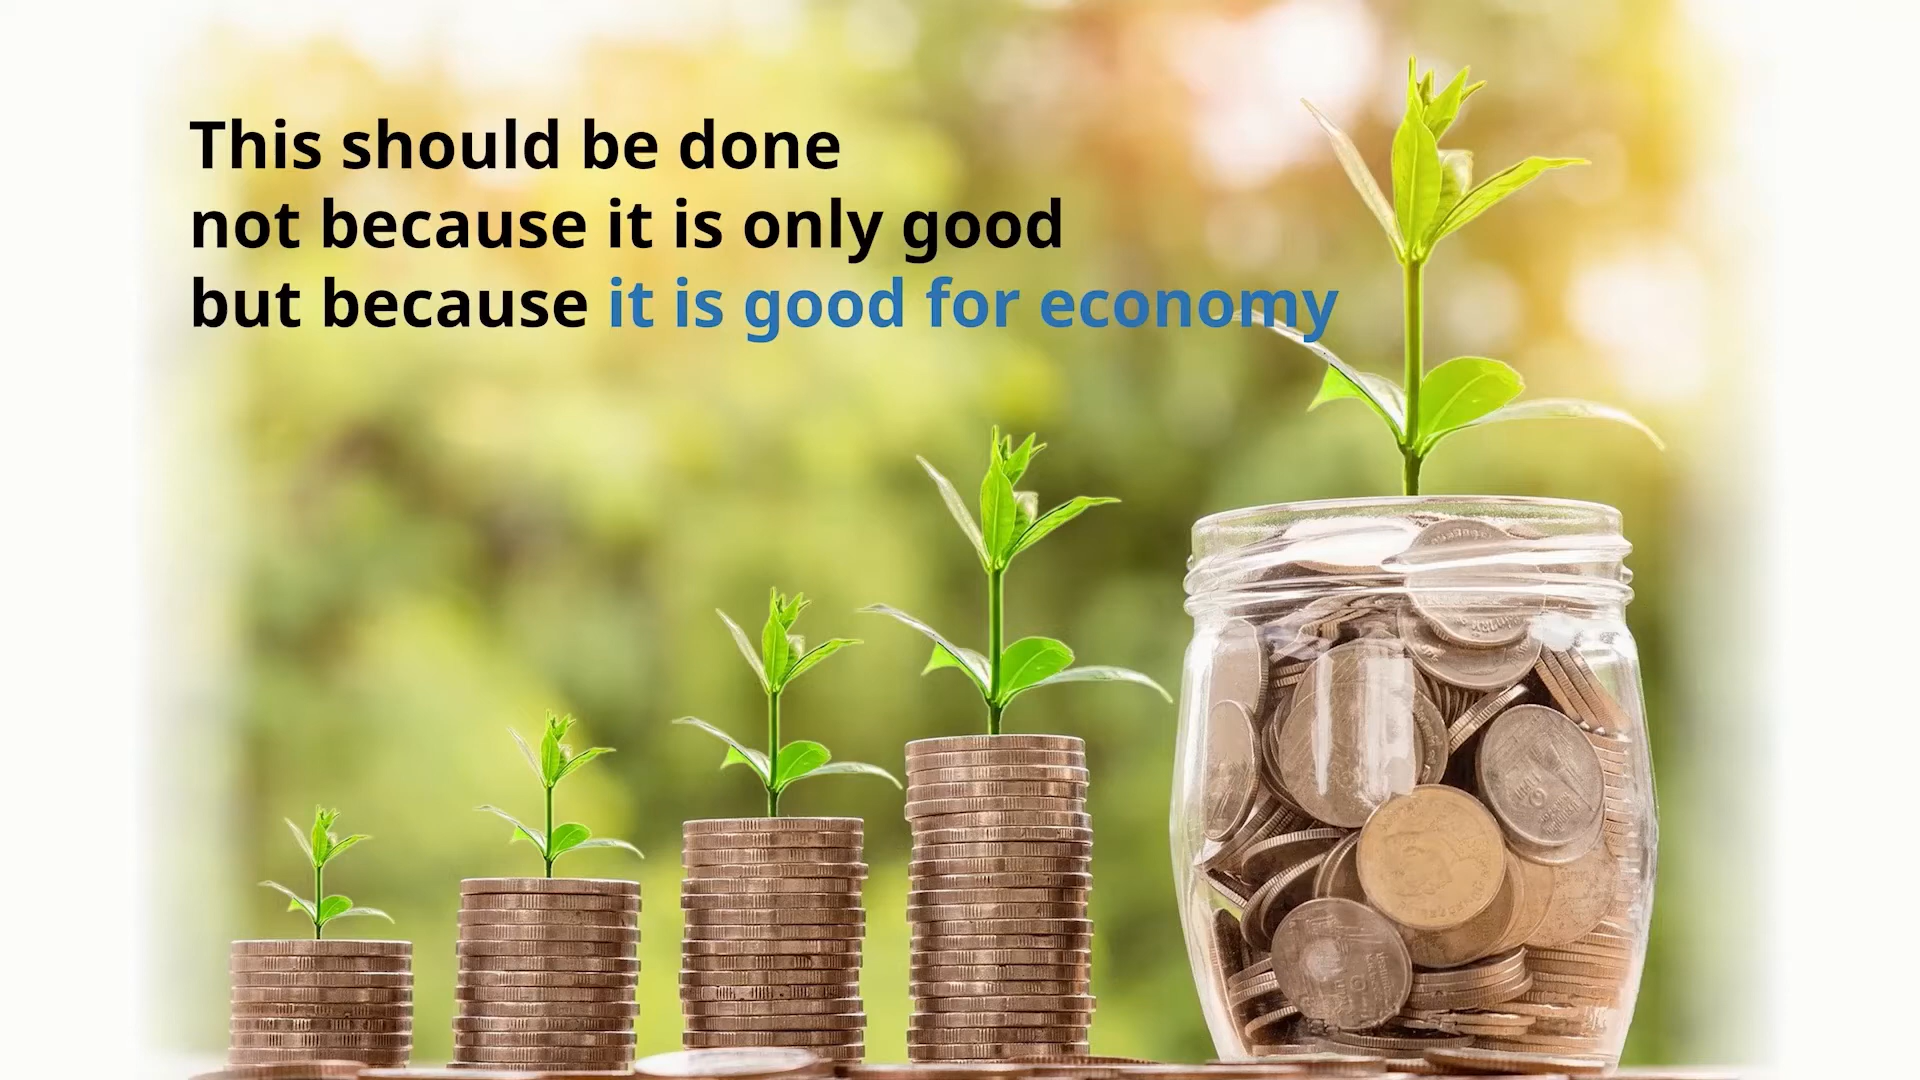 This should be done
not because it is only good
but because it is good for economy